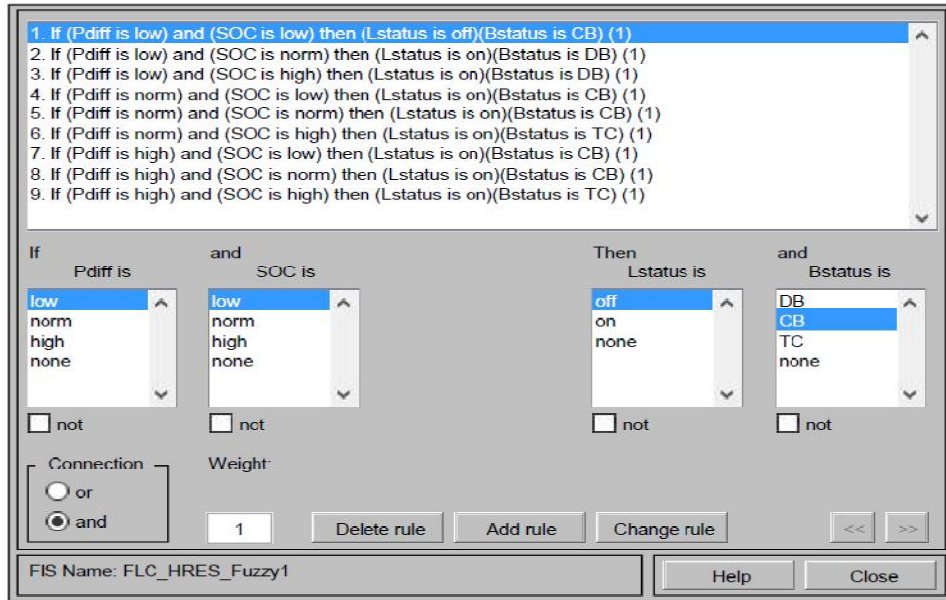 1. If (Pdiff is low) and (SOC is low) then (Lstatus is off)(Bstatus is CB) (1)
2. If (Pdiff is low) and (SOC is norm) then (Lstatus is on)(Bstatus is DB) (1)
3. If (Pdiff is low) and (SOC is high) then (Lstatus is on)(Bstatus is DB) (1)
4. If (Pdiff is norm) and (SOC is low) then (Lstatus is on)(Bstatus is CB) (1)
5. If (Pdiff is norm) and (SOC is norm) then (Lstatus is on)(Bstatus is CB) (1)
6. If (Pdiff is norm) and (SOC is high) then (Lstatus is on)(Bstatus is TC) (1)
7. If (Pdiff is high) and (SOC is low) then (Lstatus is on)(Bstatus is CB) (1)
8. If (Pdiff is high) and (SOC is norm) then (Lstatus is on)(Bstatus is CB) (1)
9. If (Pdiff is high) and (SOC is high) then (Lstatus is on)(Bstatus is TC) (1)
If
Pdiff is
low
norm
high
none
not
and
SOC is
low
norm
high
none
not
Then
Lstatus is
off
on
none
not
and
Bstatus is
DB
CB
TC
none
not
Connection
or
and
Weight:
1
Delete rule
Add rule
Change rule
<<
>>
FIS Name: FLC_HRES_Fuzzy1
Help
Close